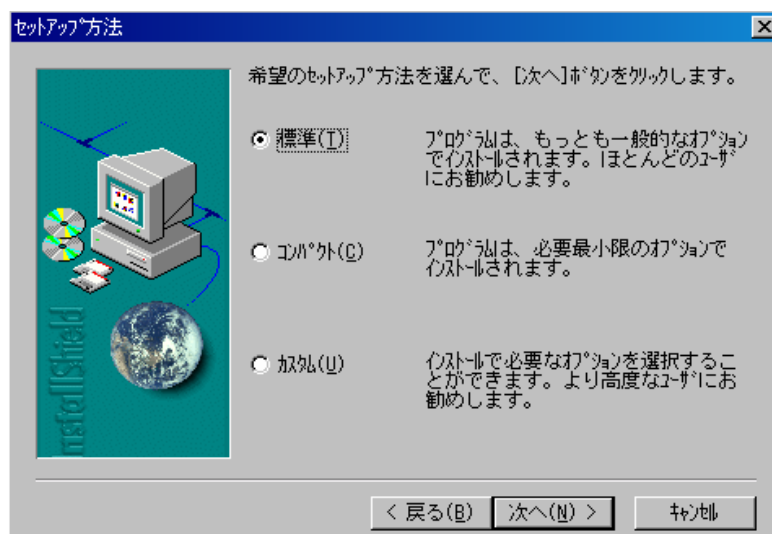 ｾｯﾄｱｯﾌﾟ方法
希望のｾｯﾄｱｯﾌﾟ方法を選んで、[次へ]ﾎﾞﾀﾝをｸﾘｯｸします。
標準(T)
ﾌﾟﾛｸﾞﾗﾑは、もっとも一般的なｵﾌﾟｼｮﾝ
でｲﾝｽﾄｰﾙされます。ほとんどのﾕｰｻﾞ
にお勧めします。
ｺﾝﾊﾟｸﾄ(C)
ﾌﾟﾛｸﾞﾗﾑは、必要最小限のｵﾌﾟｼｮﾝで
ｲﾝｽﾄｰﾙされます。
ｶｽﾀﾑ(U)
ｲﾝｽﾄｰﾙで必要なｵﾌﾟｼｮﾝを選択するこ
とができます。より高度なﾕｰｻﾞにお
勧めします。
InstallShield
< 戻る(B)
次へ(N) >
ｷｬﾝｾﾙ